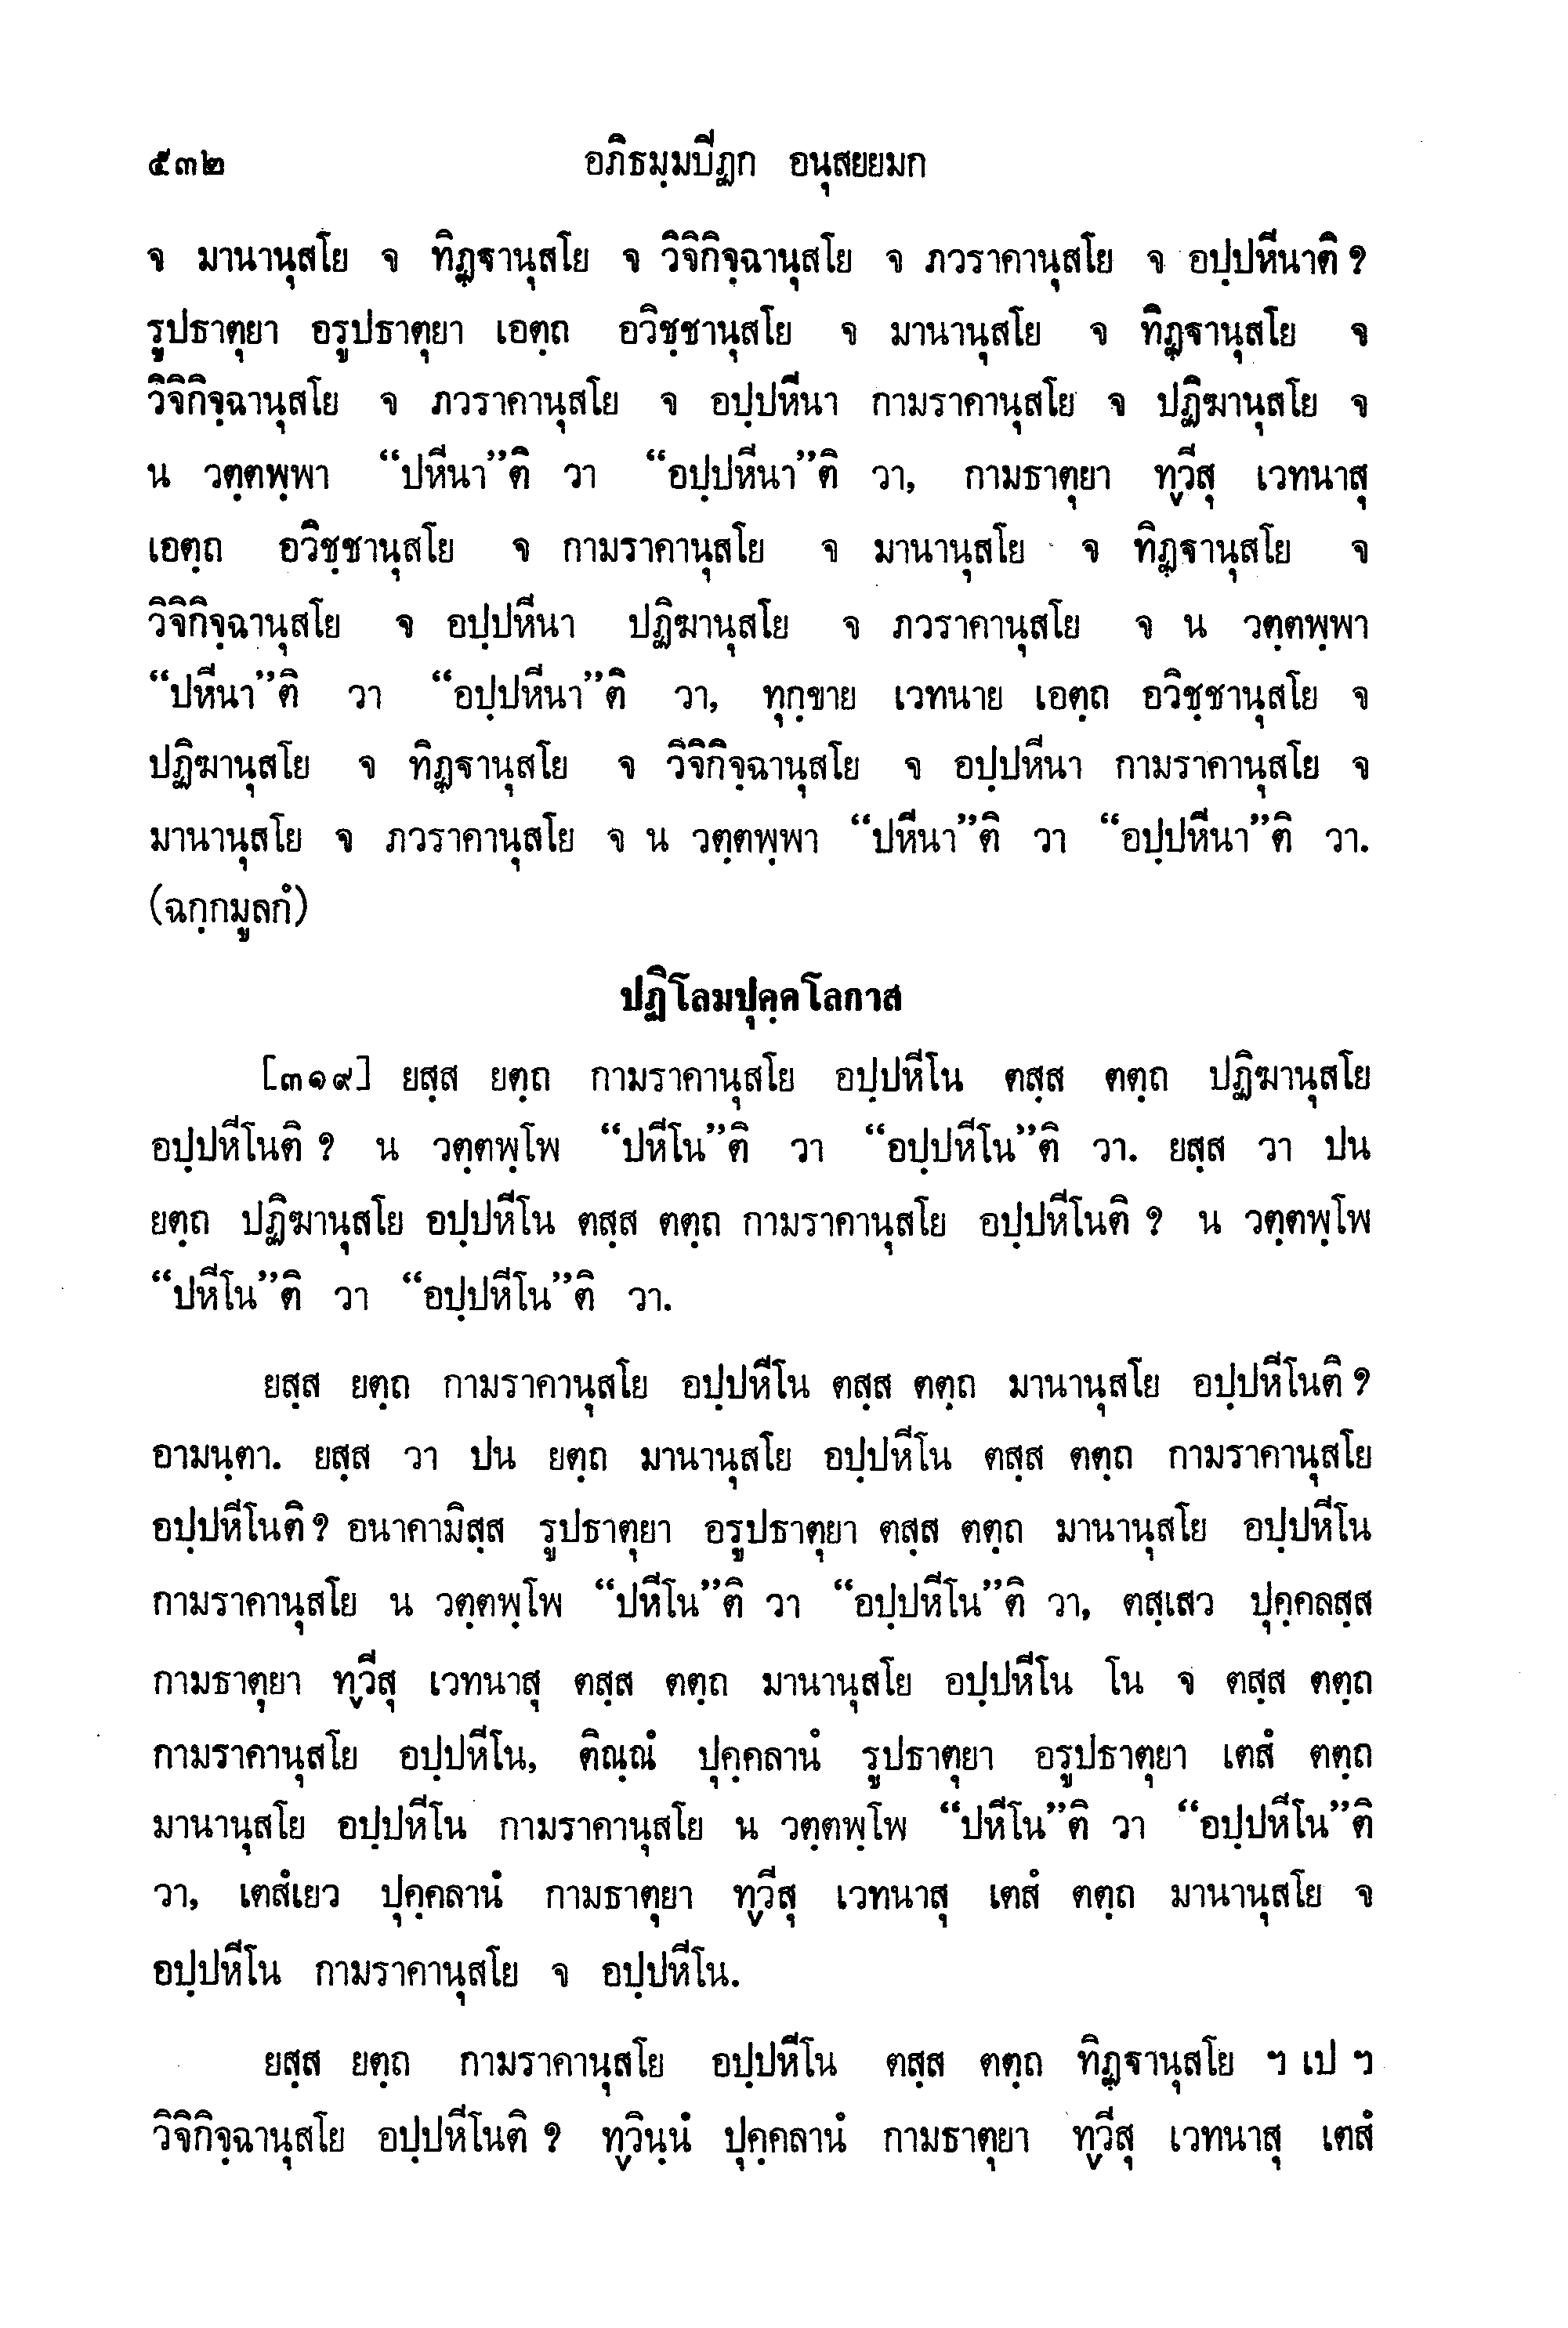 ๕๓๒ อภิธมฺมปีฏก อนุสยยมก
จ มานานุสโย จ ทิฏฺฐานุสโย จ วิจิกิจฺฉานุสโย จ ภวราคานุสโย จ อปฺปหีนาติ ?
รูปธาตุยา อรูปธาตุยา เอตฺถ อวิชฺชานุสโย จ มานานุสโย จ ทิฏฺฐานุสโย จ
วิจิกิจฺฉานุสโย จ ภวราคานุสโย จ อปฺปหีนา กามราคานุสโย จ ปฏิฆานุสโย จ
น วตฺตพฺพา “ปหีนา”ติ วา “อปฺปหีนา”ติ วา, กามธาตุยา ทฺวีสุ เวทนาสุ
เอตฺถ อวิชฺชานุสโย จ กามราคานุสโย จ มานานุสโย จ ทิฏฺฐานุสโย จ
วิจิกิจฺฉานุสโย จ อปฺปหีนา ปฏิฆานุสโย จ ภวราคานุสโย จ น วตฺตพฺพา
“ปหีนา”ติ วา “อปฺปหีนา”ติ วา, ทุกฺขาย เวทนาย เอตฺถ อวิชฺชานุสโย จ
ปฏิฆานุสโย จ ทิฏฺฐานุสโย จ วิจิกิจฺฉานุสโย จ อปฺปหีนา กามราคานุสโย จ
มานานุสโย จ ภวราคานุสโย จ น วตฺตพฺพา “ปหีนา”ติ วา “อปฺปหีนา”ติ วา.
(ฉกฺกมูลกํ)
ปฏิโลมปุคฺคโลกาส
[๓๑๙] ยสฺส ยตฺถ กามราคานุสโย อปฺปหีโน ตสฺส ตตฺถ ปฏิฆานุสโย
อปฺปหีโนติ ? น วตฺตพฺโพ “ปหีโน”ติ วา “อปฺปหีโน”ติ วา. ยสฺส วา ปน
ยตฺถ ปฏิฆานุสโย อปฺปหีโน ตสฺส ตตฺถ กามราคานุสโย อปฺปหีโนติ ? น วตฺตพฺโพ
“ปหีโน”ติ วา “อปฺปหีโน”ติ วา.
ยสฺส ยตฺถ กามราคานุสโย อปฺปหีโน ตสฺส ตตฺถ มานานุสโย อปฺปหีโนติ ?
อามนฺตา. ยสฺส วา ปน ยตฺถ มานานุสโย อปฺปหีโน ตสฺส ตตฺถ กามราคานุสโย
อปฺปหีโนติ ? อนาคามิสฺส รูปธาตุยา อรูปธาตุยา ตสฺส ตตฺถ มานานุสโย อปฺปหีโน
กามราคานุสโย น วตฺตพฺโพ “ปหีโน”ติ วา “อปฺปหีโน”ติ วา, ตสฺเสว ปุคฺคลสฺส
กามธาตุยา ทฺวีสุ เวทนาสุ ตสฺส ตตฺถ มานานุสโย อปฺปหีโน โน จ ตสฺส ตตฺถ
กามราคานุสโย อปฺปหีโน, ติณฺณํ ปุคฺคลานํ รูปธาตุยา อรูปธาตุยา เตสํ ตตฺถ
มานานุสโย อปฺปหีโน กามราคานุสโย น วตฺตพฺโพ “ปหีโน”ติ วา “อปฺปหีโน”ติ
วา, เตสํเยว ปุคฺคลานํ กามธาตุยา ทฺวีสุ เวทนาสุ เตสํ ตตฺถ มานานุสโย จ
อปฺปหีโน กามราคานุสโย จ อปฺปหีโน.
ยสฺส ยตฺถ กามราคานุสโย อปฺปหีโน ตสฺส ตตฺถ ทิฏฺฐานุสโย ฯ เป ฯ
วิจิกิจฺฉานุสโย อปฺปหีโนติ ? ทฺวินฺนํ ปุคฺคลานํ กามธาตุยา ทฺวีสุ เวทนาสุ เตสํ